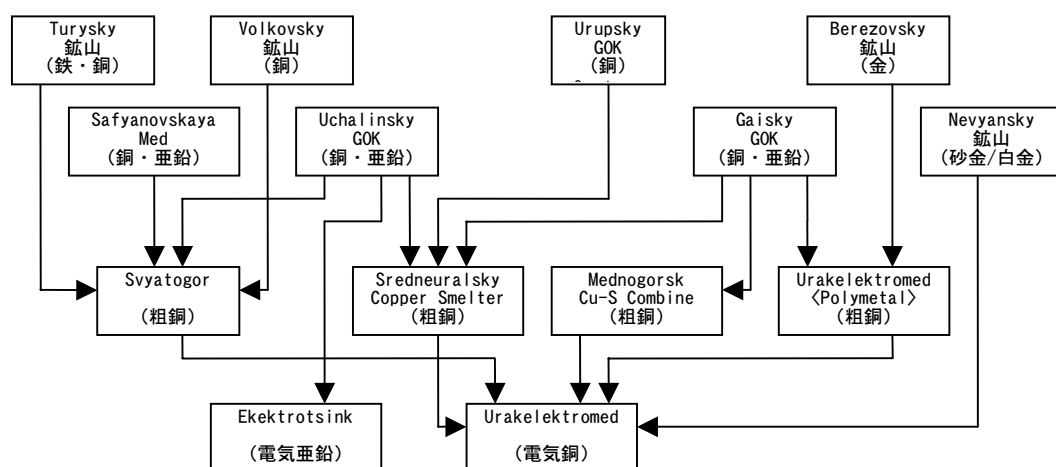 Turysky
鉱山
(鉄・銅)
Volkovsky
鉱山
(銅)
Urupsky
GOK
(銅)
Berezovsky
鉱山
(金)
Safyanovskaya
Med
(銅・亜鉛)
Uchalinsky
GOK
(銅・亜鉛)
Gaisky
GOK
(銅・亜鉛)
Nevyansky
鉱山
(砂金/白金)
Svyatogor
(粗銅)
Sredneuralsky
Copper Smelter
(粗銅)
Mednogorsk
Cu-S Combine
(粗銅)
Urakelektromed
〈Polymetal〉
(粗銅)
Ekektrotsink
(電気亜鉛)
Urakelektromed
(電気銅)